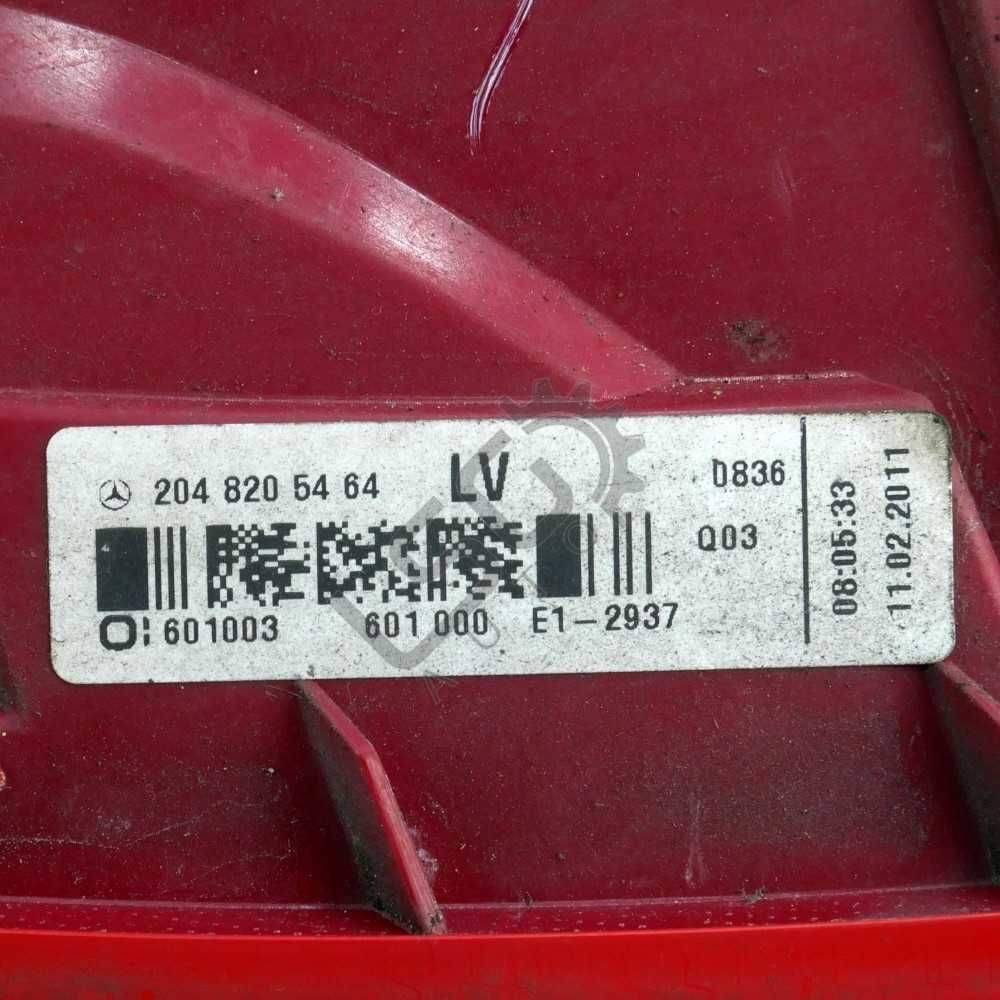 204 820 54 64 LV 0836
Q03
O: 601003 601 000 E1-2937
08:05:33
11.02.2011